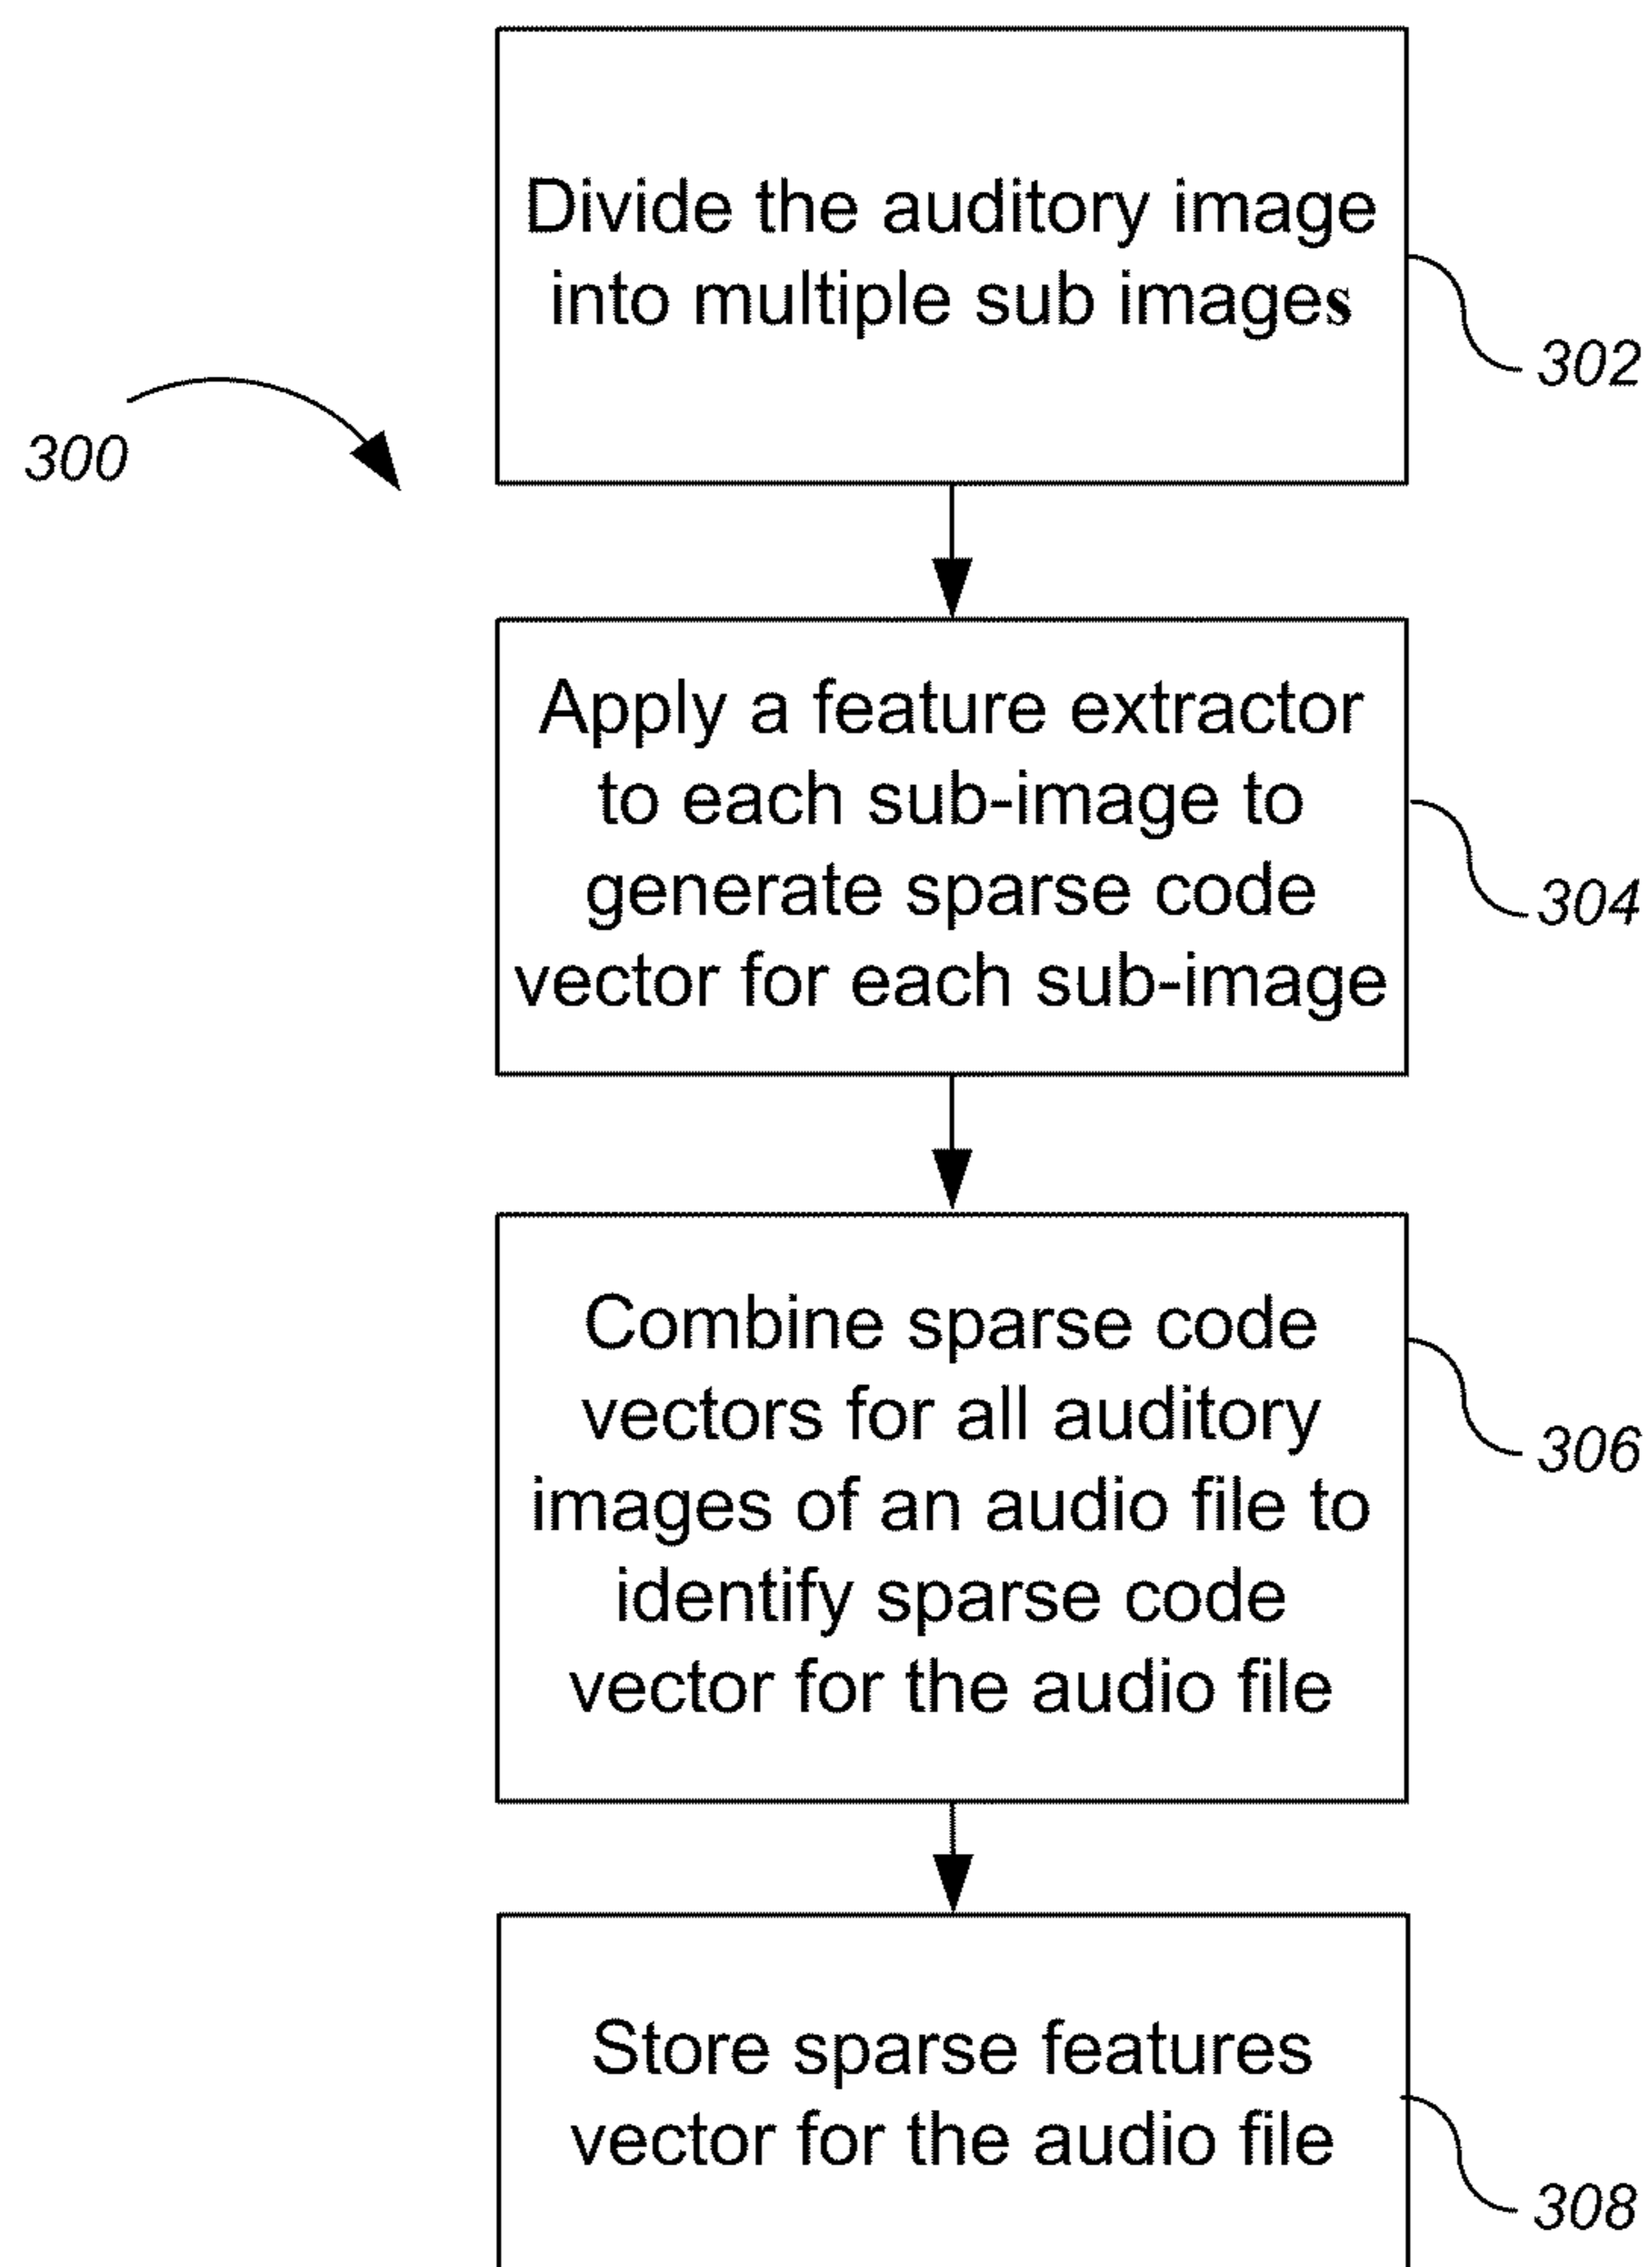 Divide the auditory image
into multiple sub images
302
300
Apply a feature extractor
to each sub-image to
generate sparse code
vector for each sub-image
304
Combine sparse code
vectors for all auditory
images of an audio file to
identify sparse code
vector for the audio file
306
Store sparse features
vector for the audio file
308